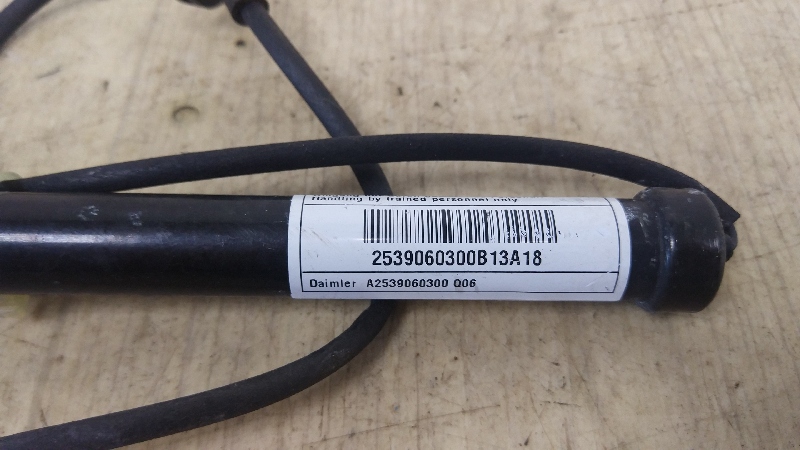 Handling by trained personnel only
2539060300B13A18
Daimler A2539060300 Q06